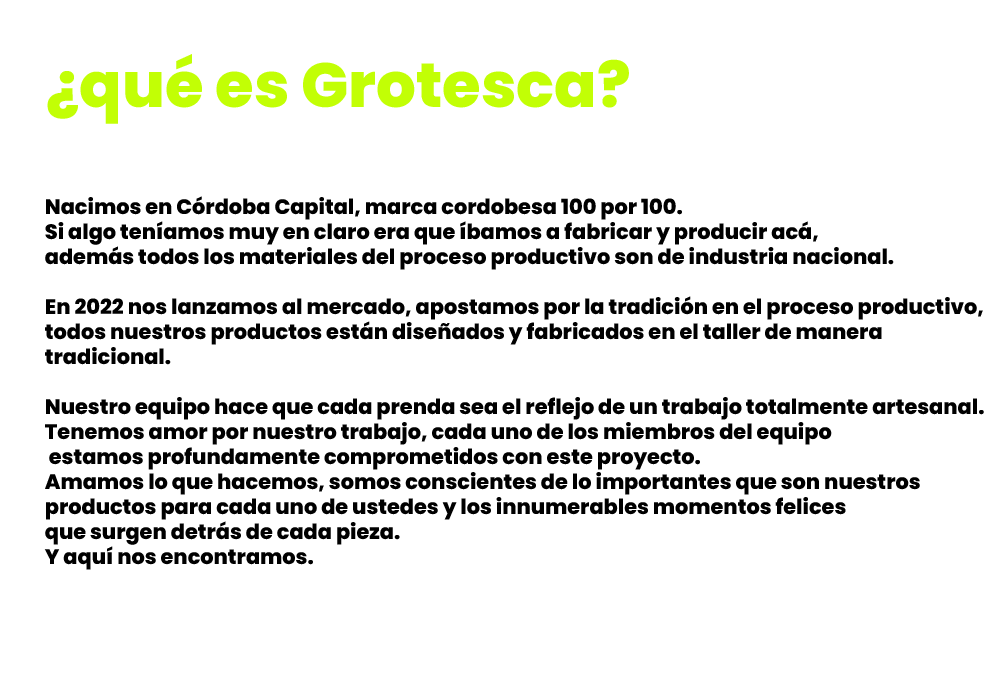 ¿qué es Grotesca?
Nacimos en Córdoba Capital, marca cordobesa 100 por 100.
Si algo teníamos muy en claro era que íbamos a fabricar y producir acá,
además todos los materiales del proceso productivo son de industria nacional.
En 2022 nos lanzamos al mercado, apostamos por la tradición en el proceso productivo,
todos nuestros productos están diseñados y fabricados en el taller de manera
tradicional.
Nuestro equipo hace que cada prenda sea el reflejo de un trabajo totalmente artesanal.
Tenemos amor por nuestro trabajo, cada uno de los miembros del equipo
estamos profundamente comprometidos con este proyecto.
Amamos lo que hacemos, somos conscientes de lo importantes que son nuestros
productos para cada uno de ustedes y los innumerables momentos felices
que surgen detrás de cada pieza.
Y aquí nos encontramos.